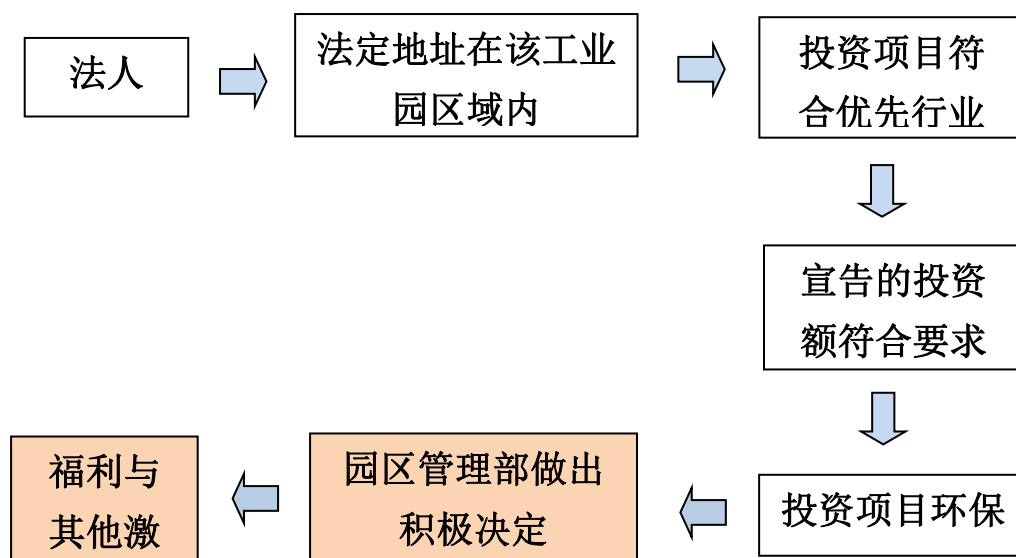 法人
法定地址在该工业
园区域内
投资项目符
合优先行业
宣告的投资
额符合要求
投资项目环保
园区管理部做出
积极决定
福利与
其他激